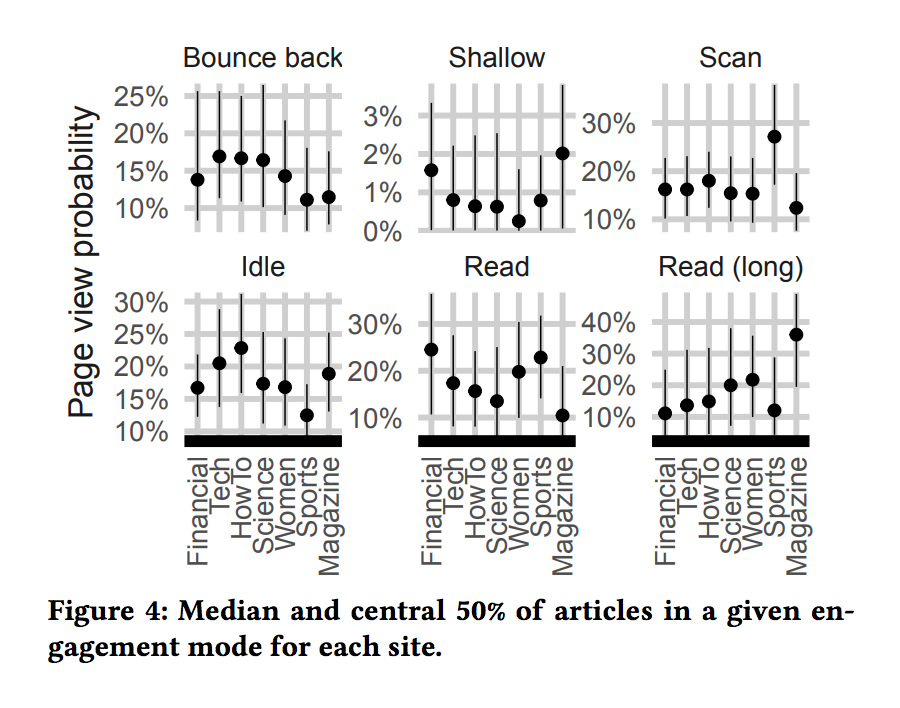 Bounce back Shallow Scan
Page view probability
25%
20%
15%
10%
3%
2%
1%
0%
30%
20%
10%
Idle Read Read (long)
30%
25%
20%
15%
10%
30%
20%
10%
40%
30%
20%
10%
Financial
Tech
HowTo
Science
Women
Sports
Magazine
Financial
Tech
HowTo
Science
Women
Sports
Magazine
Financial
Tech
HowTo
Science
Women
Sports
Magazine
Figure 4: Median and central 50% of articles in a given en-
gagement mode for each site.